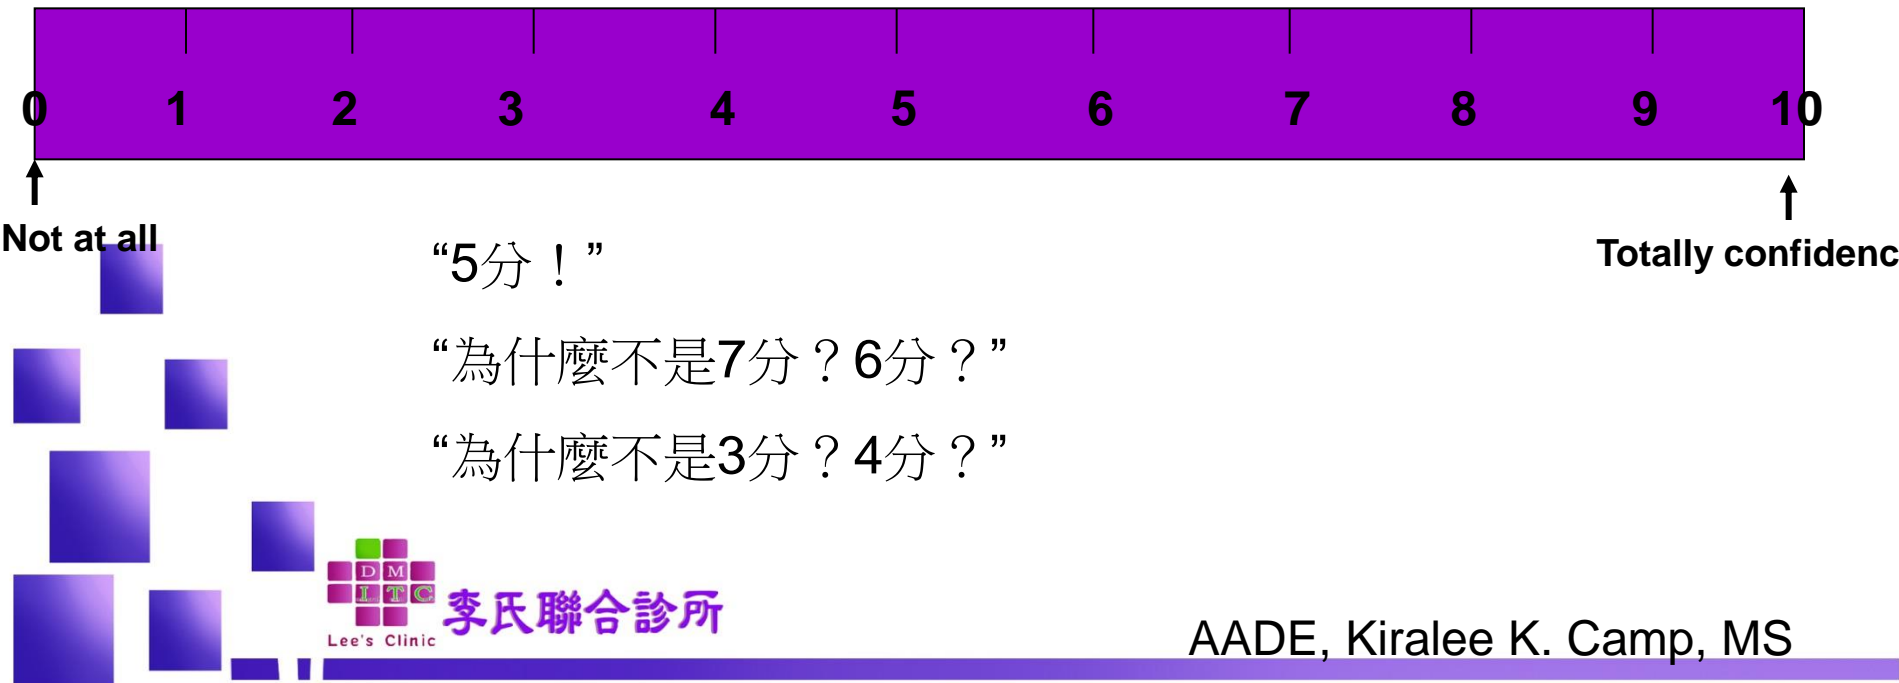 0 1 2 3 4 5 6 7 8 9 10
Not at all
Totally confidenc
“5分！”
“為什麼不是7分？6分？”
“為什麼不是3分？4分？”
DM
ITC
Lee's Clinic
李氏聯合診所
AADE, Kiralee K. Camp, MS